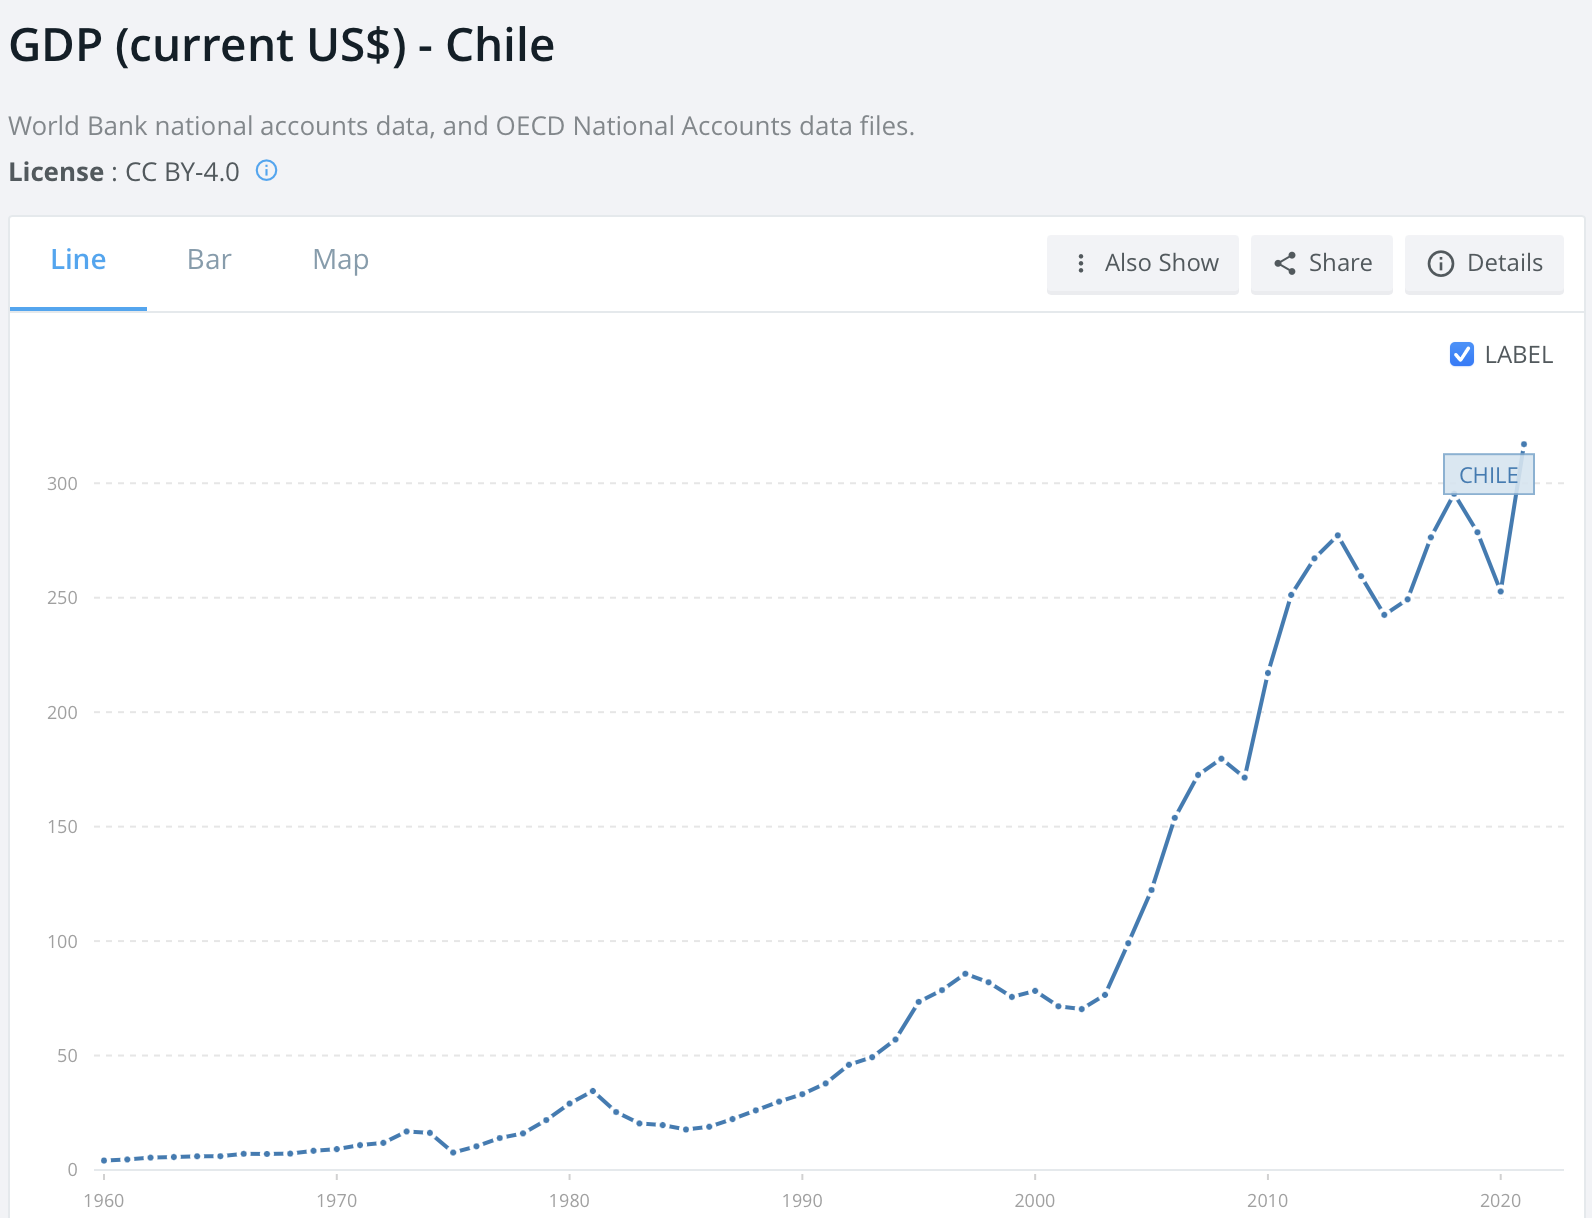 GDP (current US$) - Chile
World Bank national accounts data, and OECD National Accounts data files.
License : CC BY-4.0
Line Bar Map Also Show Share Details
LABEL
CHILE
300
250
200
150
100
50
0
1960 1970 1980 1990 2000 2010 2020